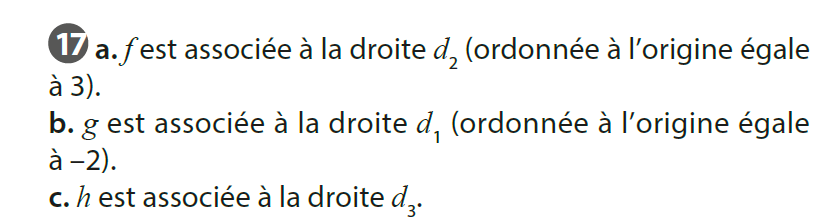 17 a. f est associée à la droite d₂ (ordonnée à l’origine égale
à 3).
b. g est associée à la droite d₁ (ordonnée à l’origine égale
à –2).
c. h est associée à la droite d₃.